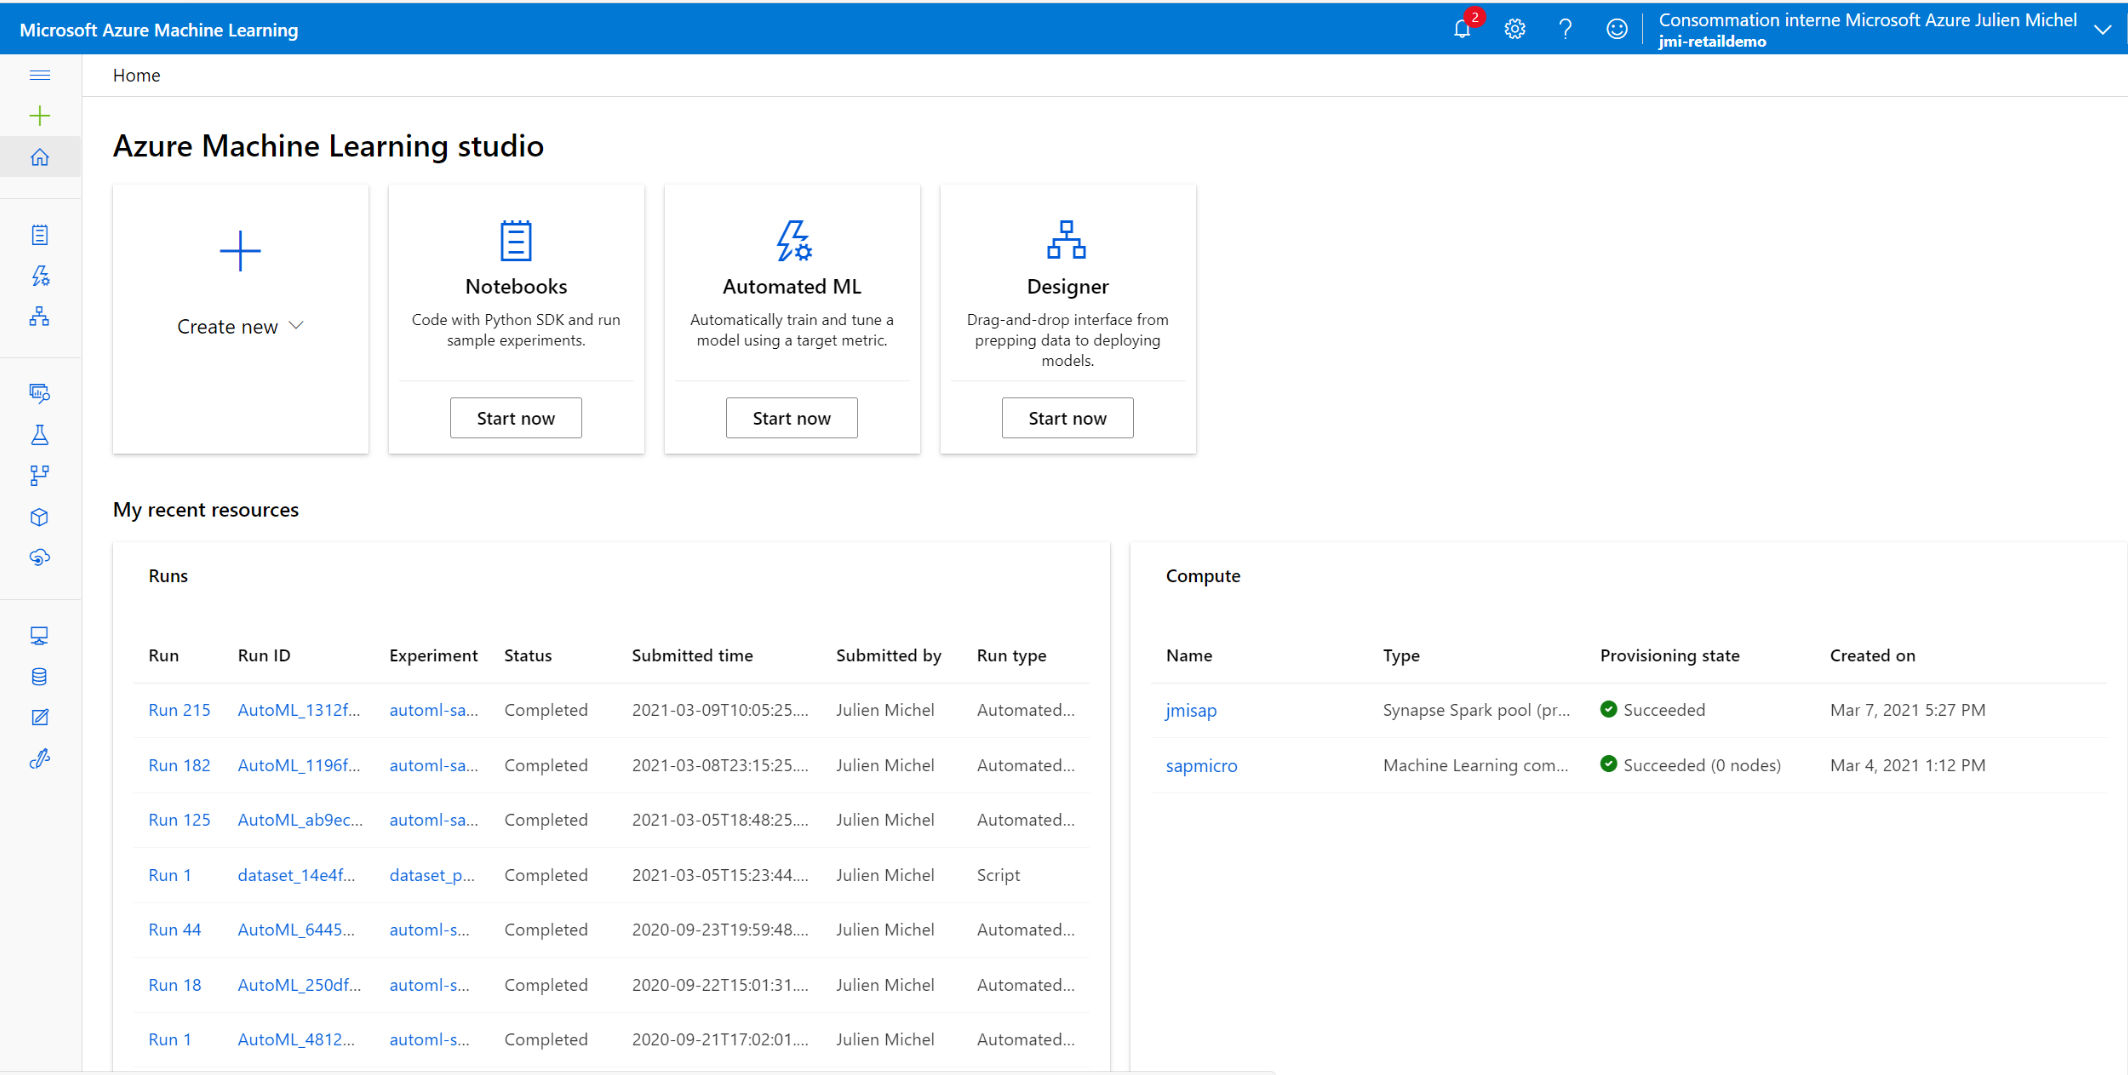 Microsoft Azure Machine Learning
2
?
Consommation interne Microsoft Azure Julien Michel
jmi-retaildemo
Home
Azure Machine Learning studio
Create new
Notebooks
Code with Python SDK and run
sample experiments.
Start now
Automated ML
Automatically train and tune a
model using a target metric.
Start now
Designer
Drag-and-drop interface from
prepping data to deploying
models.
Start now
My recent resources
Runs
Run Run ID Experiment Status Submitted time Submitted by Run type
Run 215 AutoML_1312f... automl-sa... Completed 2021-03-09T10:05:25.... Julien Michel Automated...
Run 182 AutoML_1196f... automl-sa... Completed 2021-03-08T23:15:25.... Julien Michel Automated...
Run 125 AutoML_ab9ec... automl-sa... Completed 2021-03-05T18:48:25.... Julien Michel Automated...
Run 1 dataset_14e4f... dataset_p... Completed 2021-03-05T15:23:44.... Julien Michel Script
Run 44 AutoML_6445... automl-s... Completed 2020-09-23T19:59:48.... Julien Michel Automated...
Run 18 AutoML_250df... automl-s... Completed 2020-09-22T15:01:31.... Julien Michel Automated...
Run 1 AutoML_4812... automl-s... Completed 2020-09-21T17:02:01.... Julien Michel Automated...
Compute
Name Type Provisioning state Created on
jmisap Synapse Spark pool (pr... Succeeded Mar 7, 2021 5:27 PM
sapmicro Machine Learning com... Succeeded (0 nodes) Mar 4, 2021 1:12 PM